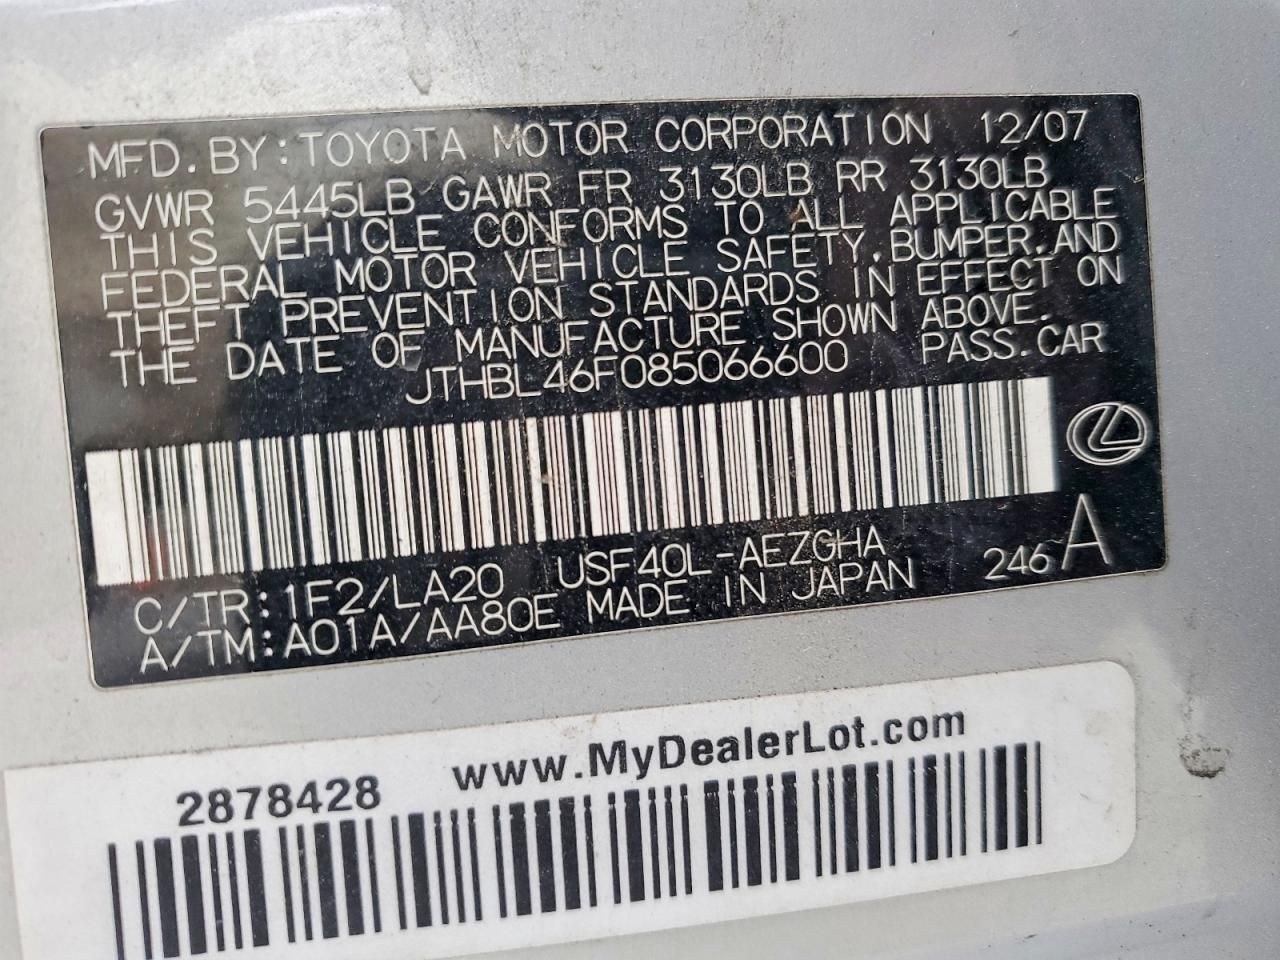 MFD. BY: TOYOTA MOTOR CORPORATION 12/07
GVWR 5445LB GAWR FR 3130LB RR 3130LB
THIS VEHICLE CONFORMS TO ALL APPLICABLE
FEDERAL MOTOR VEHICLE SAFETY, BUMPER, AND
THEFT PREVENTION STANDARDS IN EFFECT ON
THE DATE OF MANUFACTURE SHOWN ABOVE.
JTHBL46F085066600 PASS. CAR
C/TR: 1F2/LA20 USF40L-AEZGHA 246 A
A/TM: A01A/AA80E MADE IN JAPAN
2878428 www.MyDealerLot.com